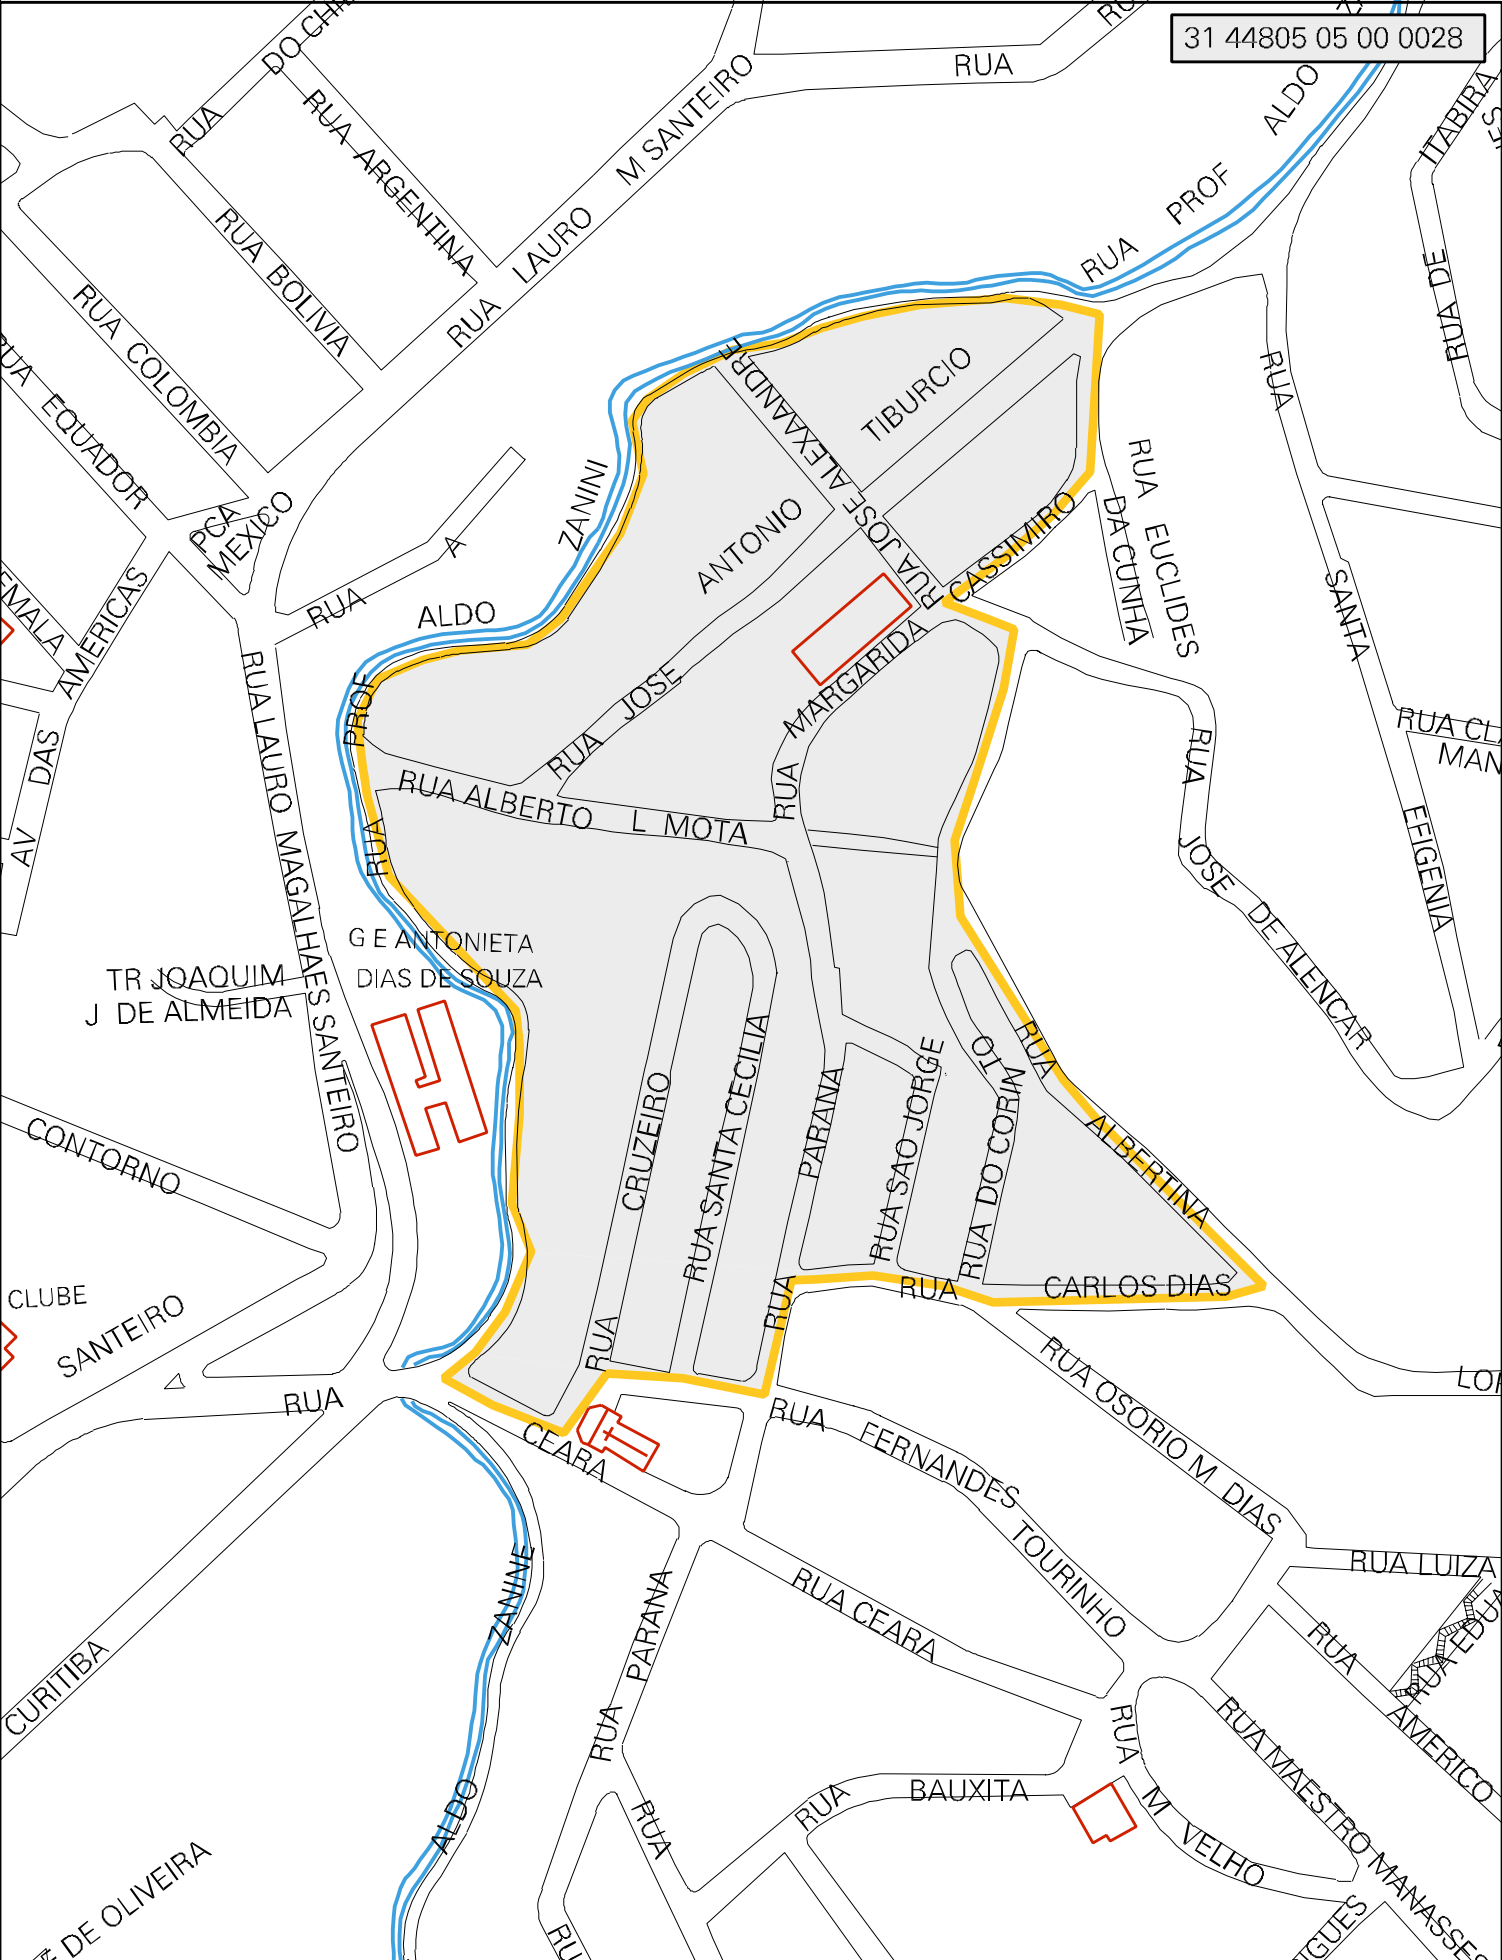 31 44805 05 00 0028
RUA
RUA
RUA ARGENTINA
RUA LAURO M SANTEIRO
RUA PROF ALDO
ITABIRA
RUA DE
RUA BOLIVIA
RUA COLOMBIA
EQUADOR
PCA
MEXICO
RUA A
AMERICAS
AV DAS
ALDO
ZANINI
PROF
RUA
RUA JOSE ALEXAANDRE
TIBURCIO
ANTONIO
RUA JOSE
CASSIMIRO
MARGARIDA
RUA
RUA EUCLIDES
DA CUNHA
RUA
SANTA
EFIGENIA
RUA
MAN
RUA
JOSE DE ALENCAR
RUA ALBERTO L MOTA
RUA LAURO MAGALHAES SANTEIRO
G E ANTONIETA
DIAS DE SOUZA
TR JOAQUIM
J DE ALMEIDA
CONTORNO
CLUBE
SANTEIRO
RUA
CRUZEIRO
RUA
RUA SANTA CECILIA
PARANA
RUA
RUA SAO JORGE
RUA DO CORIM
TO
RUA
ALBERTINA
RUA CARLOS DIAS
RUA OSORIO M DIAS
RUA FERNANDES TOURINHO
CEARA
RUA CEARA
RUA PARANA
ZANINE
ALDO
CURITIBA
DE OLIVEIRA
RUA
RUA BAUXITA
RUA M VELHO
RUA LUIZA
RUA AMERICO
RUA MAESTRO MANASSES